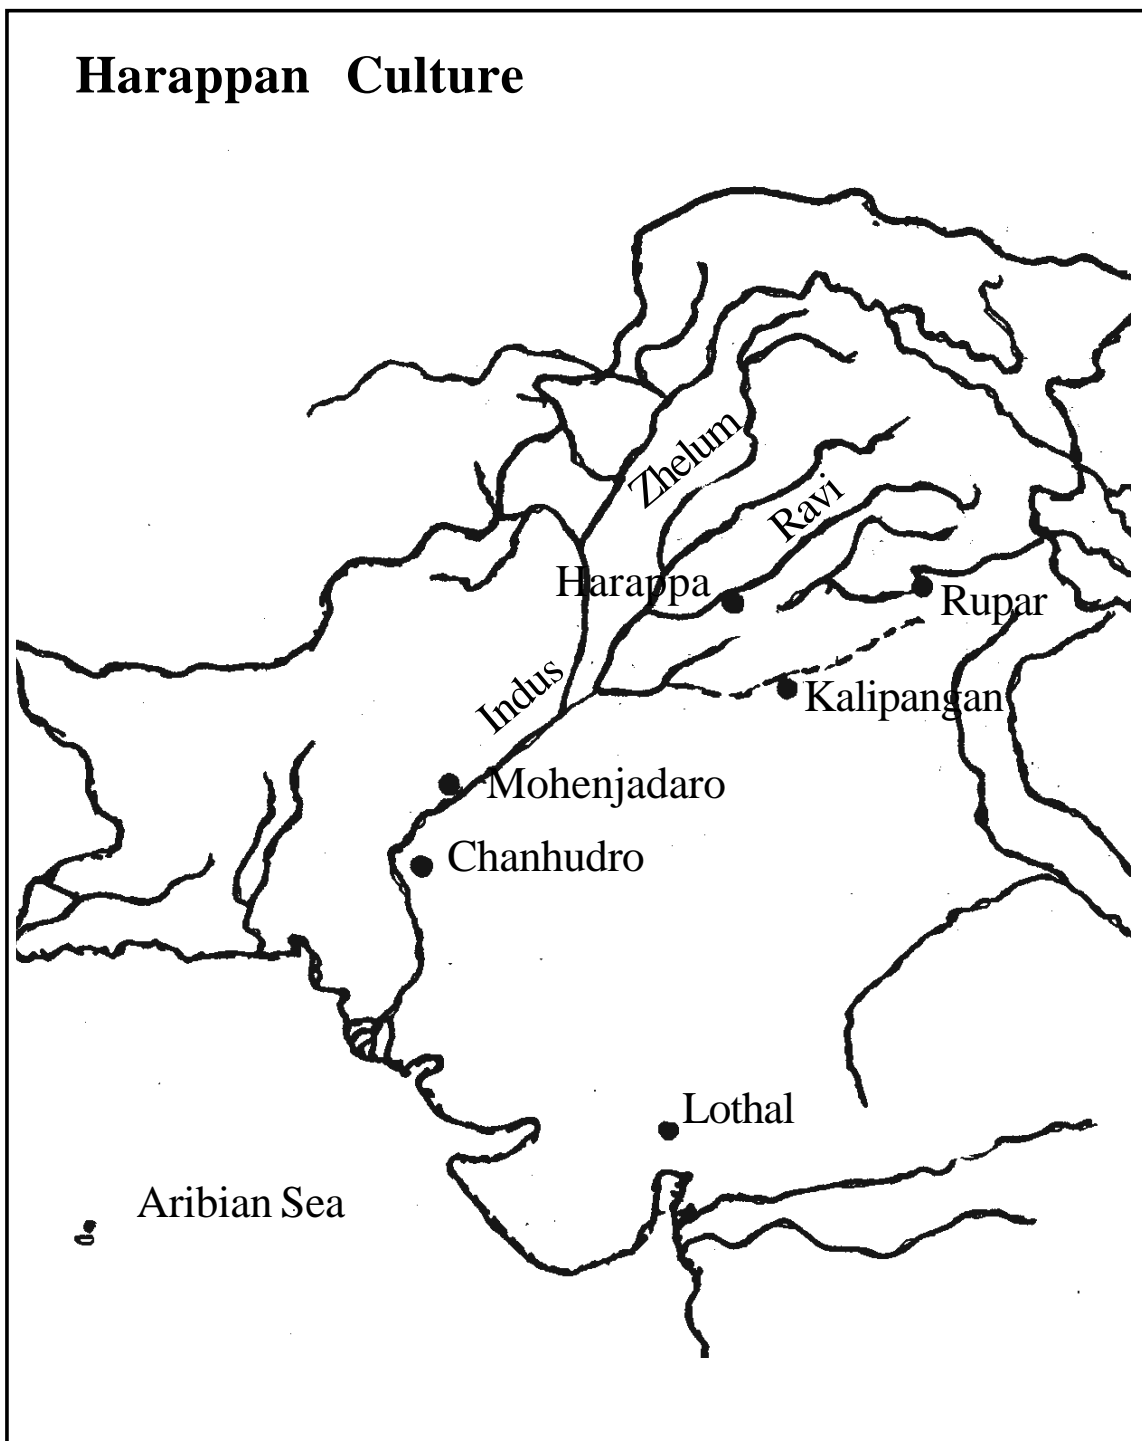 Harappan Culture
Zhelum
Ravi
Harappa
Rupar
Indus
Kalipangan
Mohenjadaro
Chanhudro
Lothal
Aribian Sea